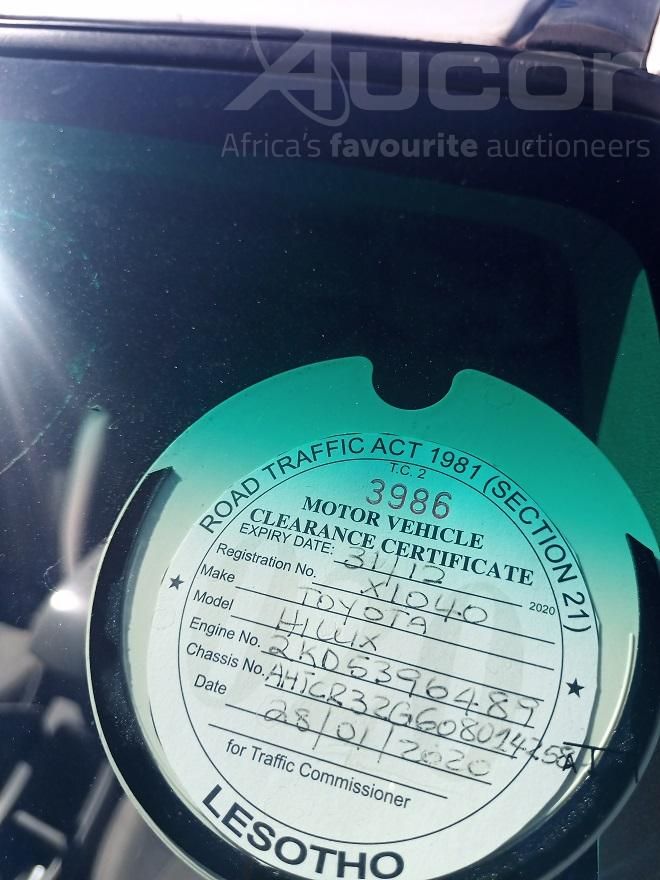 Aucor
Africa's favourite auctioneers
ROAD TRAFFIC ACT 1981 (SECTION 21)
T.C. 2
3986
MOTOR VEHICLE
CLEARANCE CERTIFICATE
EXPIRY DATE: 31/12 2020
Registration No. X1040
Make TOYOTA
Model HILUX
Engine No. 2KD5396489
Chassis No.
Date 28/01/2020
for Traffic Commissioner
LESOTHO